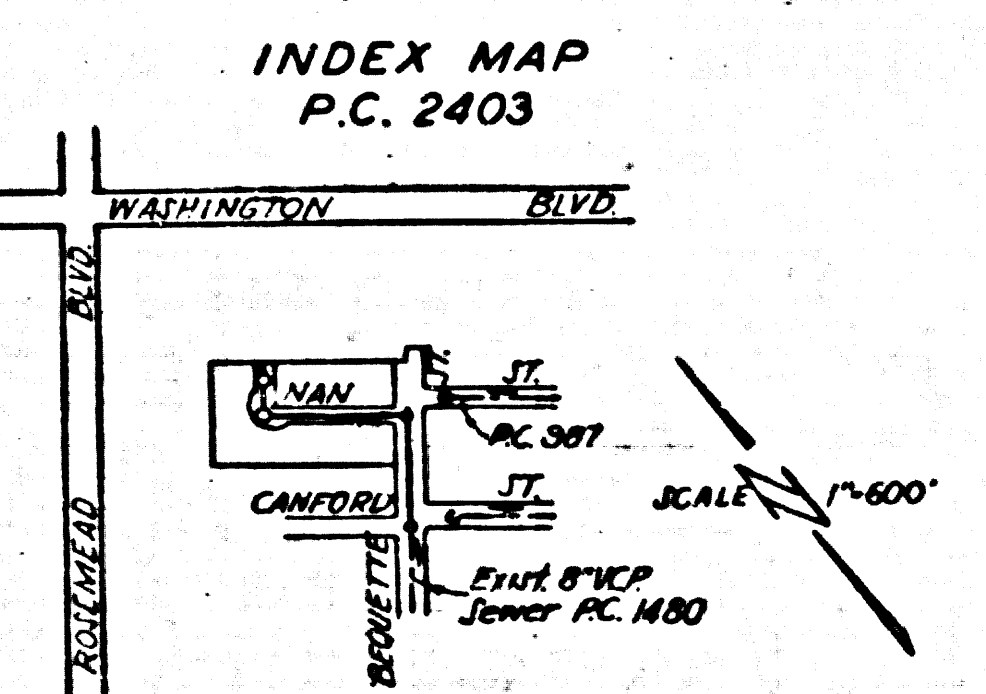 INDEX MAP
P.C. 2403
WASHINGTON BLVD.
BLVD.
ST.
ST.
NAN
P.C. 987
ST.
CANFORD
SCALE 1"=600'
ROSEMEAD
BEQUETTE
Exist. 8" VCP.
Sewer P.C. 1480